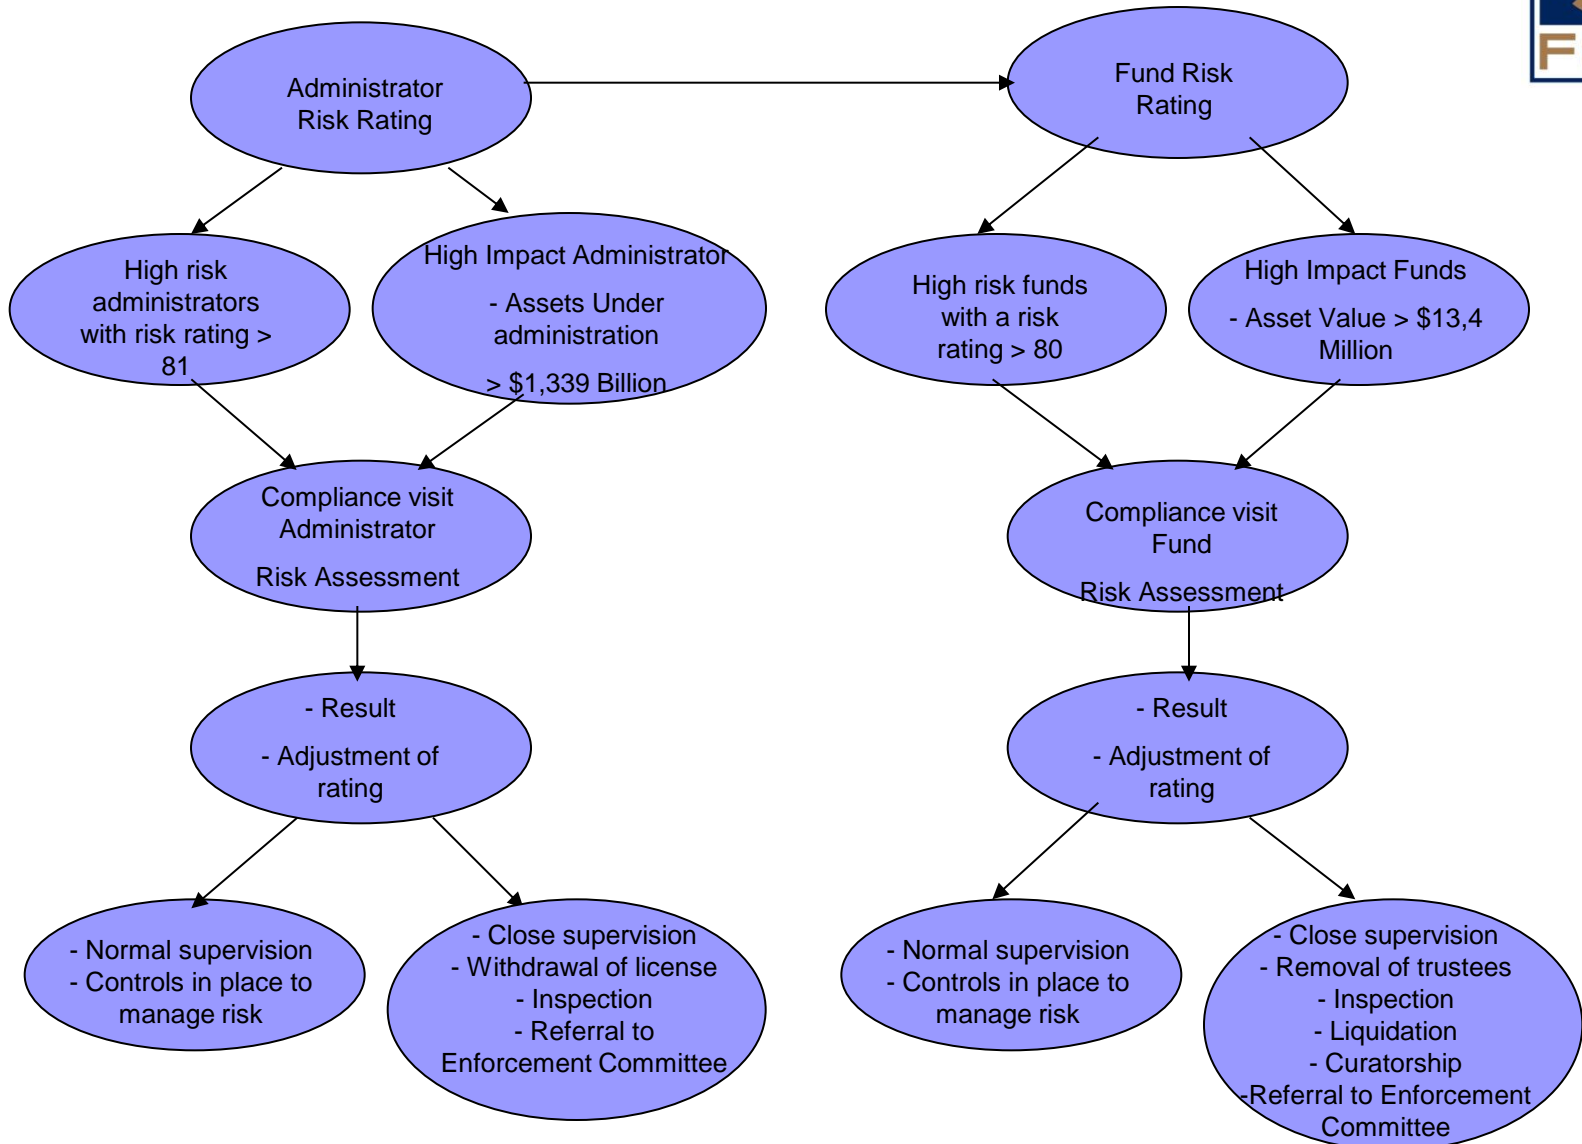 F
Administrator
Risk Rating
Fund Risk
Rating
High risk
administrators
with risk rating >
81
High Impact Administrator
- Assets Under
administration
> $1,339 Billion
High risk funds
with a risk
rating > 80
High Impact Funds
- Asset Value > $13,4
Million
Compliance visit
Administrator
Risk Assessment
Compliance visit
Fund
Risk Assessment
- Result
- Adjustment of
rating
- Result
- Adjustment of
rating
- Normal supervision
- Controls in place to
manage risk
- Close supervision
- Withdrawal of license
- Inspection
- Referral to
Enforcement Committee
- Normal supervision
- Controls in place to
manage risk
- Close supervision
- Removal of trustees
- Inspection
- Liquidation
- Curatorship
-Referral to Enforcement
Committee